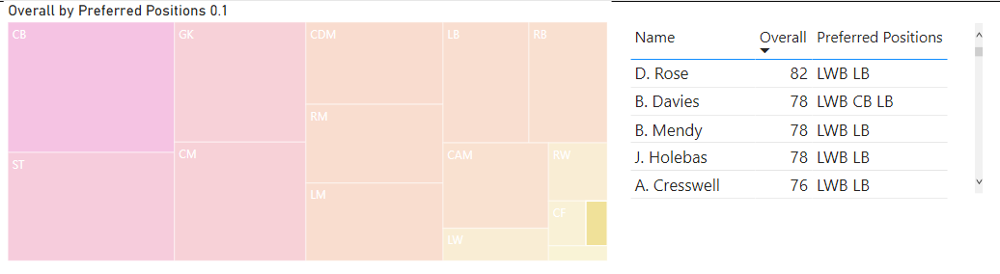 Overall by Preferred Positions 0.1
CB
GK
CDM
LB
RB
RM
ST
CM
CAM
RW
LM
CF
LW
Name Overall Preferred Positions
D. Rose 82 LWB LB
B. Davies 78 LWB CB LB
B. Mendy 78 LWB LB
J. Holebas 78 LWB LB
A. Cresswell 76 LWB LB